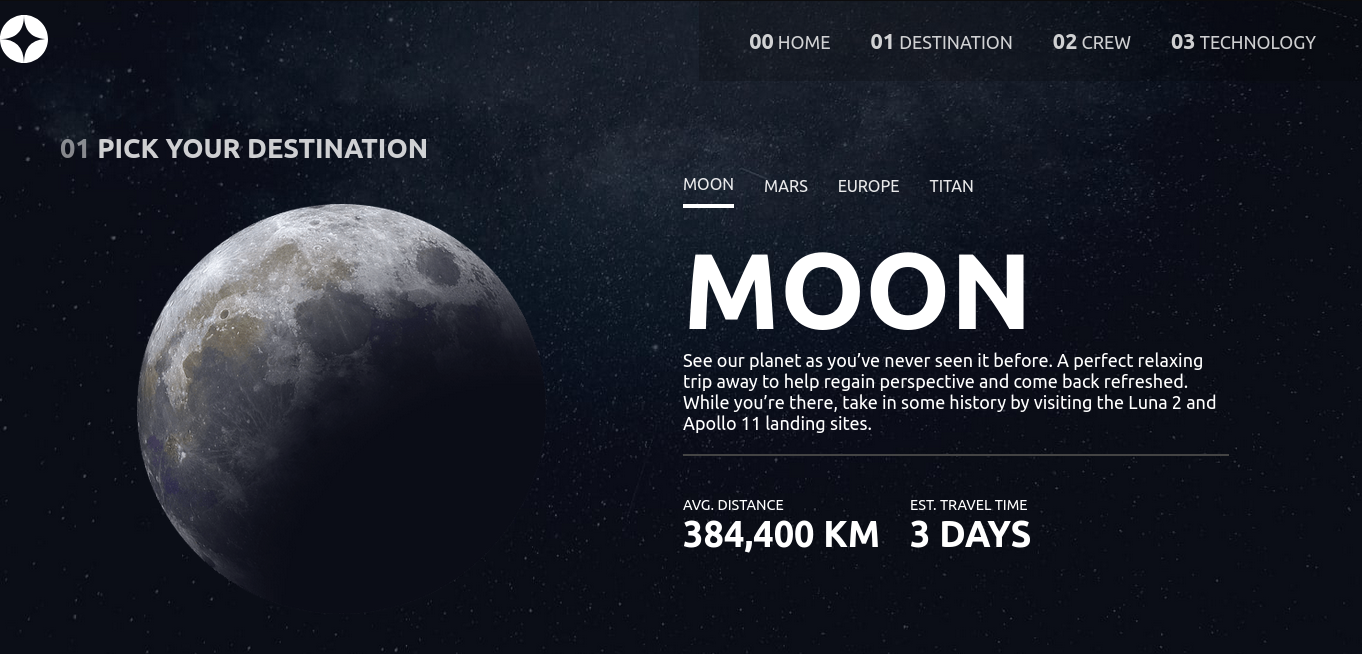 00 HOME 01 DESTINATION 02 CREW 03 TECHNOLOGY
01 PICK YOUR DESTINATION
MOON MARS EUROPE TITAN
MOON
See our planet as you’ve never seen it before. A perfect relaxing
trip away to help regain perspective and come back refreshed.
While you’re there, take in some history by visiting the Luna 2 and
Apollo 11 landing sites.
AVG. DISTANCE EST. TRAVEL TIME
384,400 KM 3 DAYS